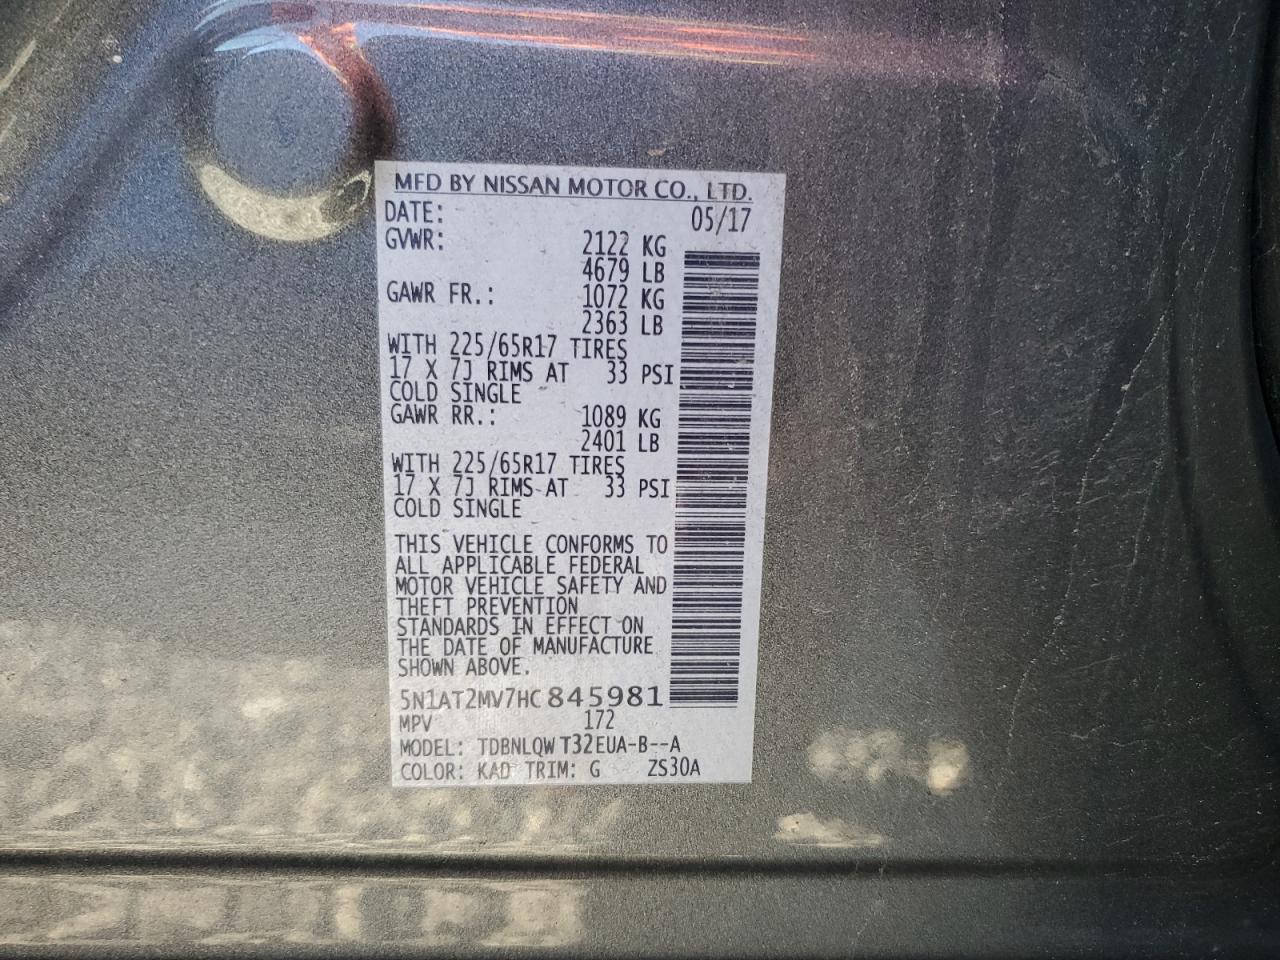 MFD BY NISSAN MOTOR CO., LTD.
DATE: 05/17
GVWR: 2122 KG
4679 LB
GAWR FR.: 1072 KG
2363 LB
WITH 225/65R17 TIRES
17 X 7J RIMS AT 33 PSI
COLD SINGLE
GAWR RR.: 1089 KG
2401 LB
WITH 225/65R17 TIRES
17 X 7J RIMS AT 33 PSI
COLD SINGLE
THIS VEHICLE CONFORMS TO
ALL APPLICABLE FEDERAL
MOTOR VEHICLE SAFETY AND
THEFT PREVENTION
STANDARDS IN EFFECT ON
THE DATE OF MANUFACTURE
SHOWN ABOVE.
5N1AT2MV7HC845981
MPV 172
MODEL: TDBNLQW T32EUA-B--A
COLOR: KAD TRIM: G ZS30A